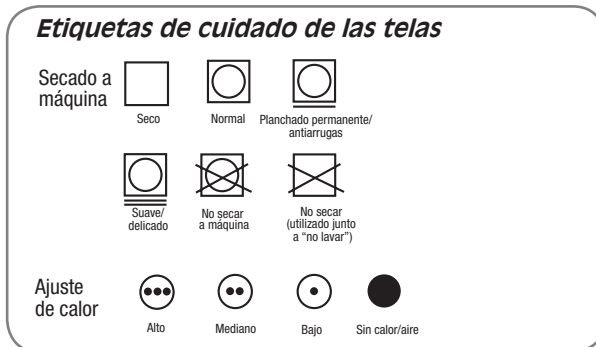 Etiquetas de cuidado de las telas
Secado a
máquina
Seco
Normal
Planchado permanente/
antiarrugas
Suave/
delicado
No secar
a máquina
No secar
(utilizado junto
a “no lavar”)
Ajuste
de calor
Alto
Mediano
Bajo
Sin calor/aire